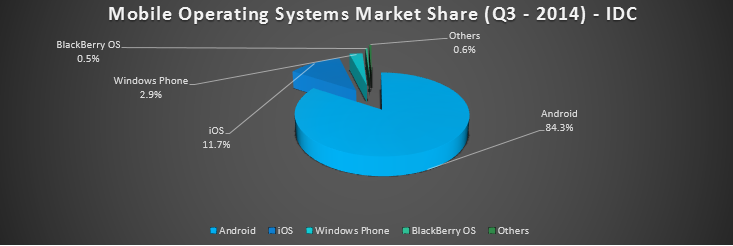 Mobile Operating Systems Market Share (Q3 - 2014) - IDC
BlackBerry OS
0.5%
Others
0.6%
Windows Phone
2.9%
iOS
11.7%
Android
84.3%
Android
iOS
Windows Phone
BlackBerry OS
Others